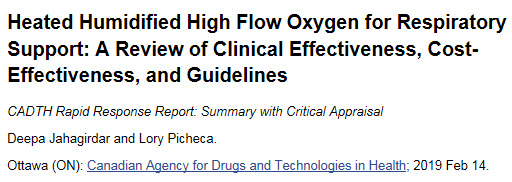 Heated Humidified High Flow Oxygen for Respiratory
Support: A Review of Clinical Effectiveness, Cost-
Effectiveness, and Guidelines
CADTH Rapid Response Report: Summary with Critical Appraisal
Deepa Jahagirdar and Lory Picheca.
Ottawa (ON): Canadian Agency for Drugs and Technologies in Health; 2019 Feb 14.